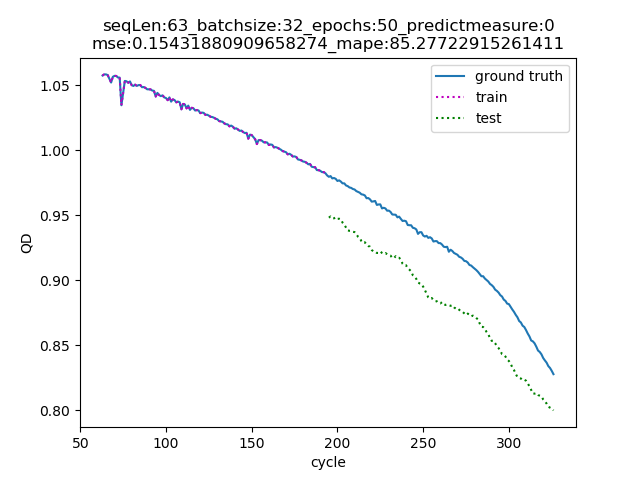 seqLen:63_batchsize:32_epochs:50_predictmeasure:0
mse:0.15431880909658274_mape:85.27722915261411
ground truth
train
test
1.05
1.00
0.95
0.90
0.85
0.80
QD
50
100
150
200
250
300
cycle